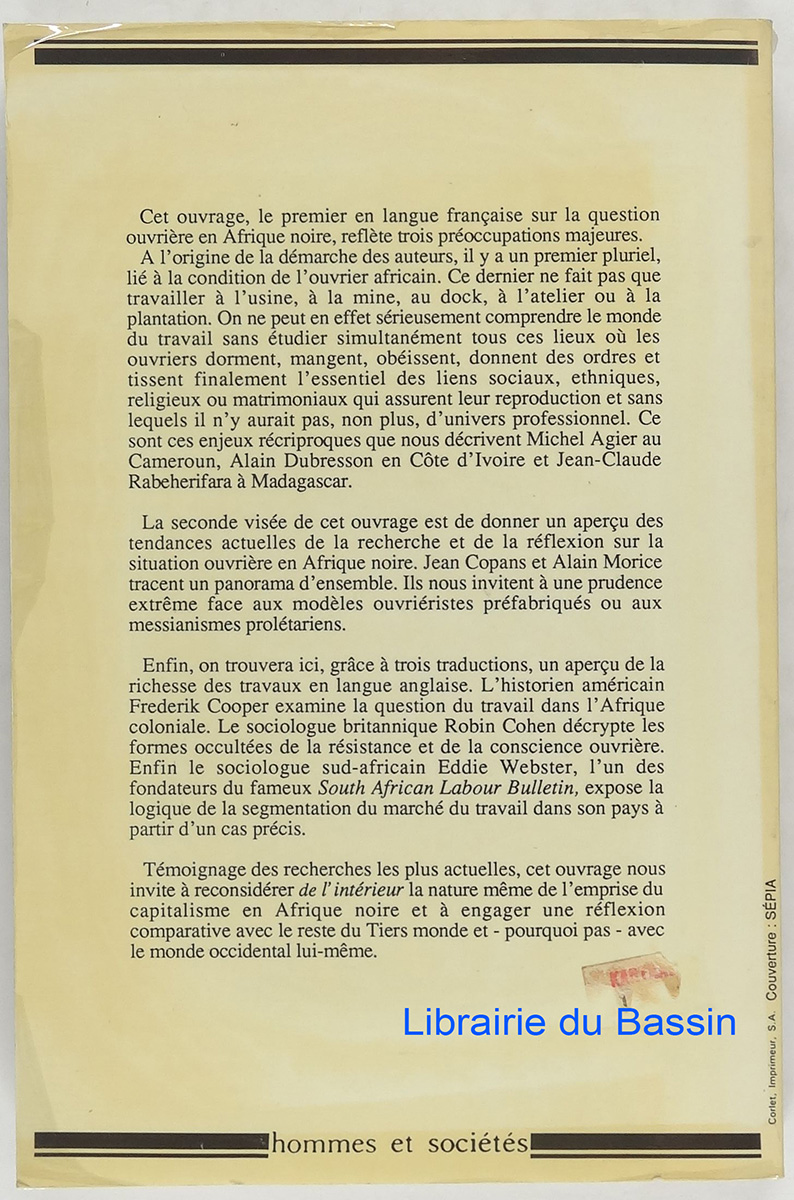 Cet ouvrage, le premier en langue française sur la question
ouvrière en Afrique noire, reflète trois préoccupations majeures.
A l'origine de la démarche des auteurs, il y a un premier pluriel,
lié à la condition de l'ouvrier africain. Ce dernier ne fait pas que
travailler à l'usine, à la mine, au dock, à l'atelier ou à la
plantation. On ne peut en effet sérieusement comprendre le monde
du travail sans étudier simultanément tous ces lieux où les
ouvriers dorment, mangent, obéissent, donnent des ordres et
tissent finalement l'essentiel des liens sociaux, ethniques,
religieux ou matrimoniaux qui assurent leur reproduction et sans
lequels il n'y aurait pas, non plus, d'univers professionnel. Ce
sont ces enjeux récriproques que nous décrivent Michel Agier au
Cameroun, Alain Dubresson en Côte d'Ivoire et Jean-Claude
Rabeherifara à Madagascar.
La seconde visée de cet ouvrage est de donner un aperçu des
tendances actuelles de la recherche et de la réflexion sur la
situation ouvrière en Afrique noire. Jean Copans et Alain Morice
tracent un panorama d'ensemble. Ils nous invitent à une prudence
extrême face aux modèles ouvriéristes préfabriqués ou aux
messianismes prolétariens.
Enfin, on trouvera ici, grâce à trois traductions, un aperçu de la
richesse des travaux en langue anglaise. L'historien américain
Frederik Cooper examine la question du travail dans l'Afrique
coloniale. Le sociologue britannique Robin Cohen décrypte les
formes occultées de la résistance et de la conscience ouvrière.
Enfin le sociologue sud-africain Eddie Webster, l'un des
fondateurs du fameux South African Labour Bulletin, expose la
logique de la segmentation du marché du travail dans son pays à
partir d'un cas précis.
Témoignage des recherches les plus actuelles, cet ouvrage nous
invite à reconsidérer de l'intérieur la nature même de l'emprise du
capitalisme en Afrique noire et à engager une réflexion
comparative avec le reste du Tiers monde et - pourquoi pas - avec
le monde occidental lui-même.
Librairie du Bassin
Corlet, Imprimeur, S.A. Couverture : SÉPIA
hommes et sociétés